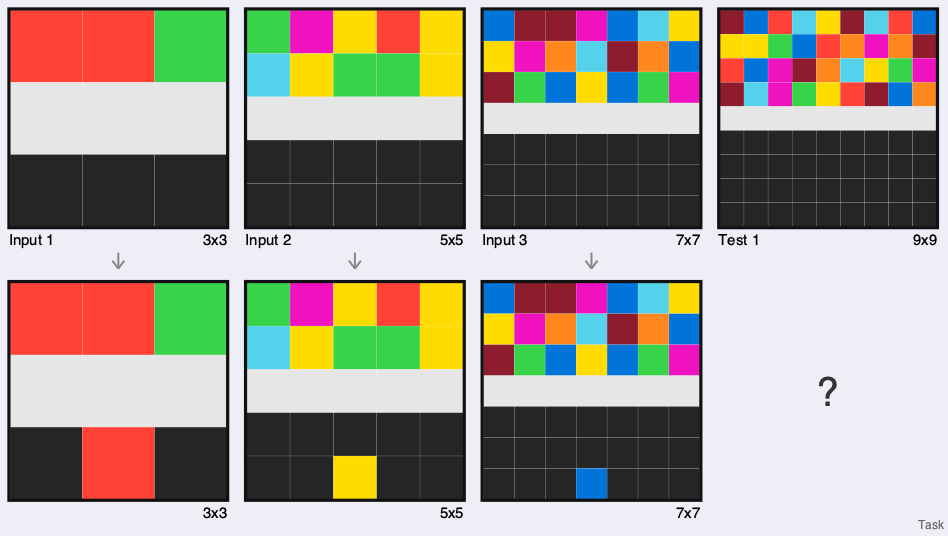 Input 1 3x3
Input 2 5x5
Input 3 7x7
Test 1 9x9
?
3x3
5x5
7x7
Task